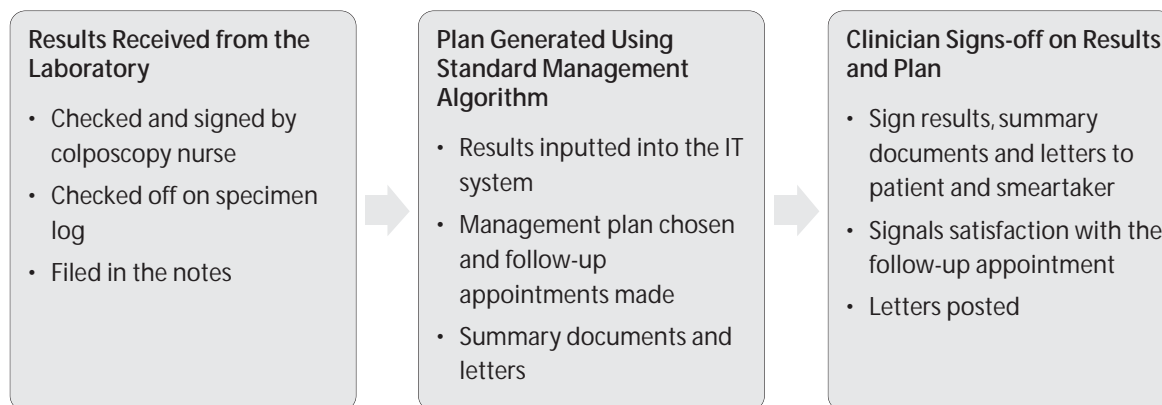 Results Received from the
Laboratory
• Checked and signed by
colposcopy nurse
• Checked off on specimen
log
• Filed in the notes
Plan Generated Using
Standard Management
Algorithm
• Results inputted into the IT
system
• Management plan chosen
and follow-up
appointments made
• Summary documents and
letters
Clinician Signs-off on Results
and Plan
• Sign results, summary
documents and letters to
patient and smeartaker
• Signals satisfaction with the
follow-up appointment
• Letters posted